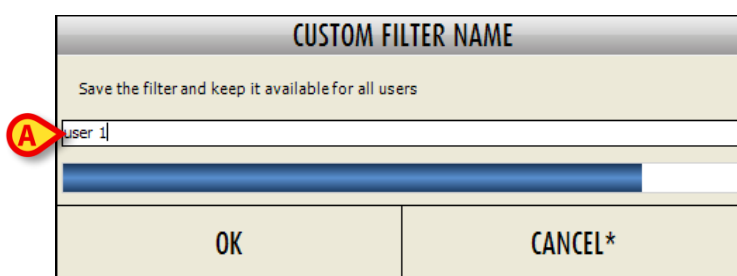 CUSTOM FILTER NAME
Save the filter and keep it available for all users
A
user 1
OK
CANCEL*